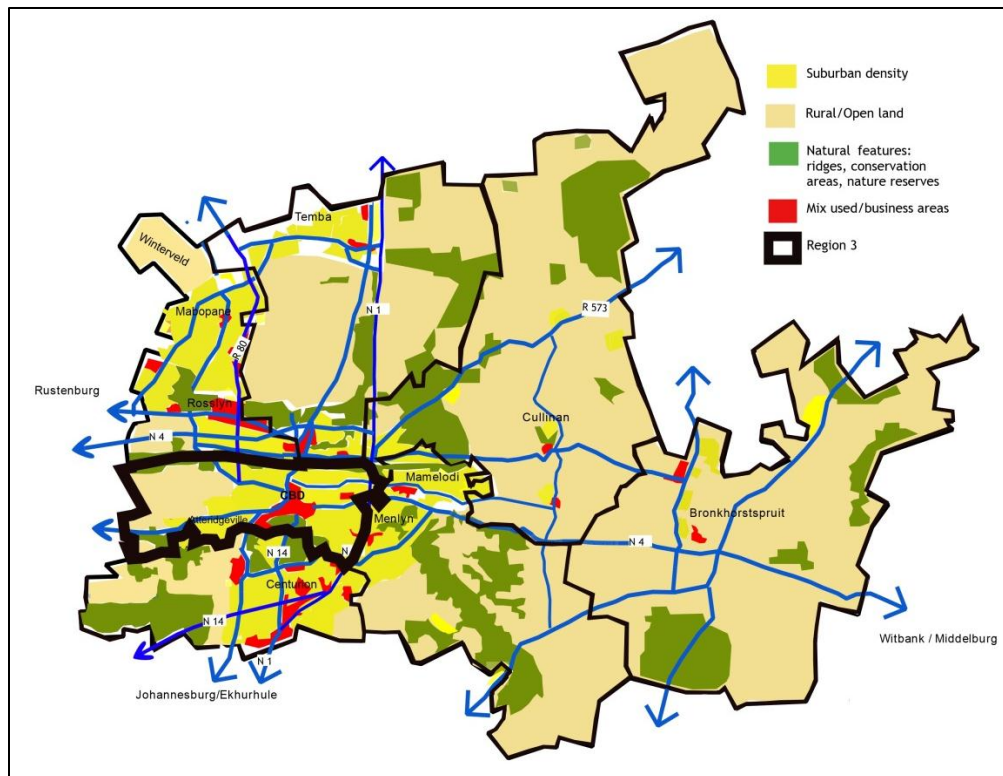 Suburban density
Rural/Open land
Natural features:
ridges, conservation
areas, nature reserves
Mix used/business areas
Region 3
Temba
Winterveld
Mabopane
N 1
R 573
R 80
Rustenburg
Rosslyn
Cullinan
N 4
Mamelodi
CBD
Atteridgeville
Menlyn
Bronkhorstspruit
N 4
N 14
N
Centurion
N 14
N 1
Witbank / Middelburg
Johannesburg/Ekhurhule